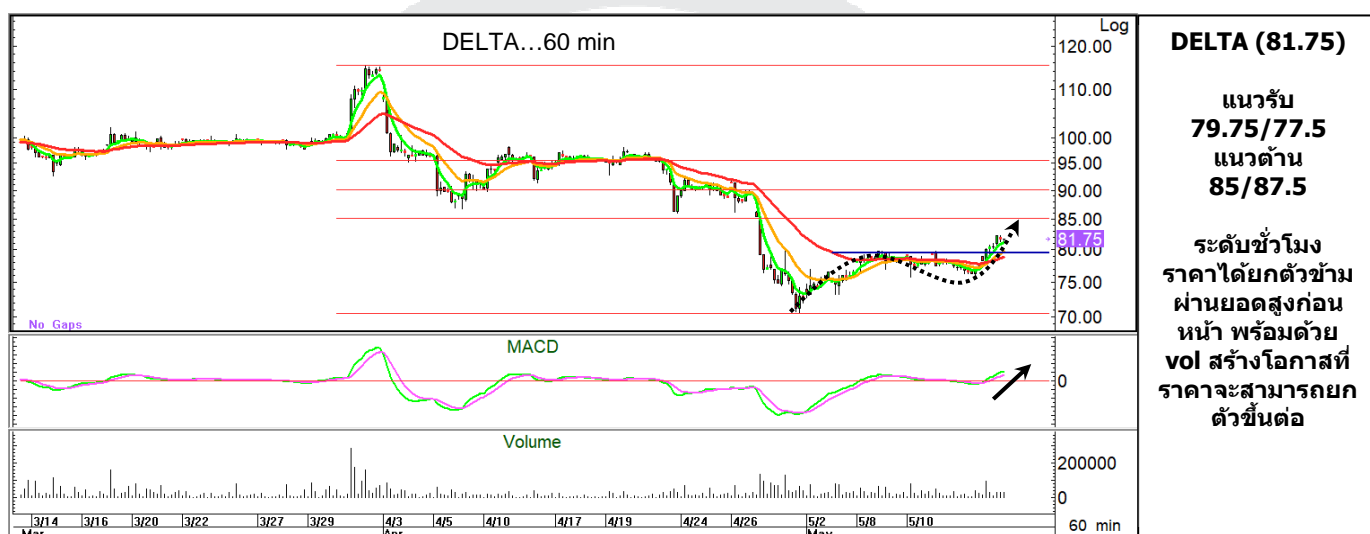 DELTA...60 min
Log
120.00
110.00
100.00
95.00
90.00
85.00
81.75
80.00
75.00
70.00
No Gaps
MACD
0
Volume
200000
0
3/14 3/16 3/20 3/22 3/27 3/29 4/3 4/5 4/10 4/17 4/19 4/24 4/26 5/2 5/8 5/10
60 min
DELTA (81.75)
แนวรับ
79.75/77.5
แนวต้าน
85/87.5
ระดับชั่วโมง
ราคาได้ยกตัวข้าม
ผ่านยอดสูงก่อน
หน้า พร้อมด้วย
vol สร้างโอกาสที่
ราคาจะสามารถยก
ตัวขึ้นต่อ